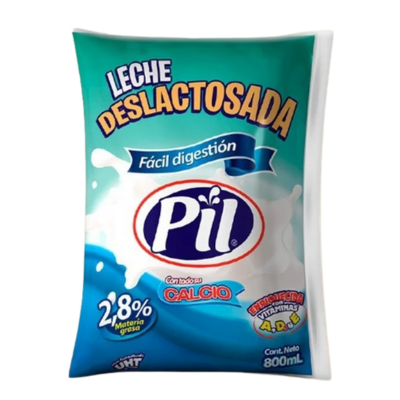 LECHE
DESLACTOSADA
Fácil digestión
Pil
®
Con todo su
CALCIO
2,8%
Materia
grasa
ENRIQUECIDA
CON
VITAMINAS
A, D y E
Cont. Neto
800mL
UHT